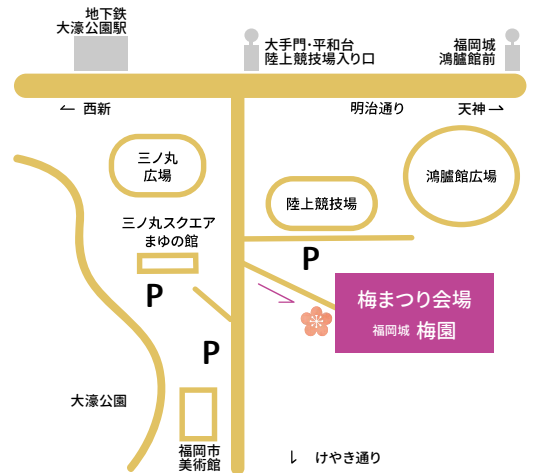 地下鉄
大濠公園駅
大手門・平和台
陸上競技場入り口
福岡城
鴻臚館前
西新
明治通り
天神
三ノ丸
広場
鴻臚館広場
陸上競技場
三ノ丸スクエア
まゆの館
P
P
P
梅まつり会場
福岡城 梅園
大濠公園
福岡市
美術館
けやき通り